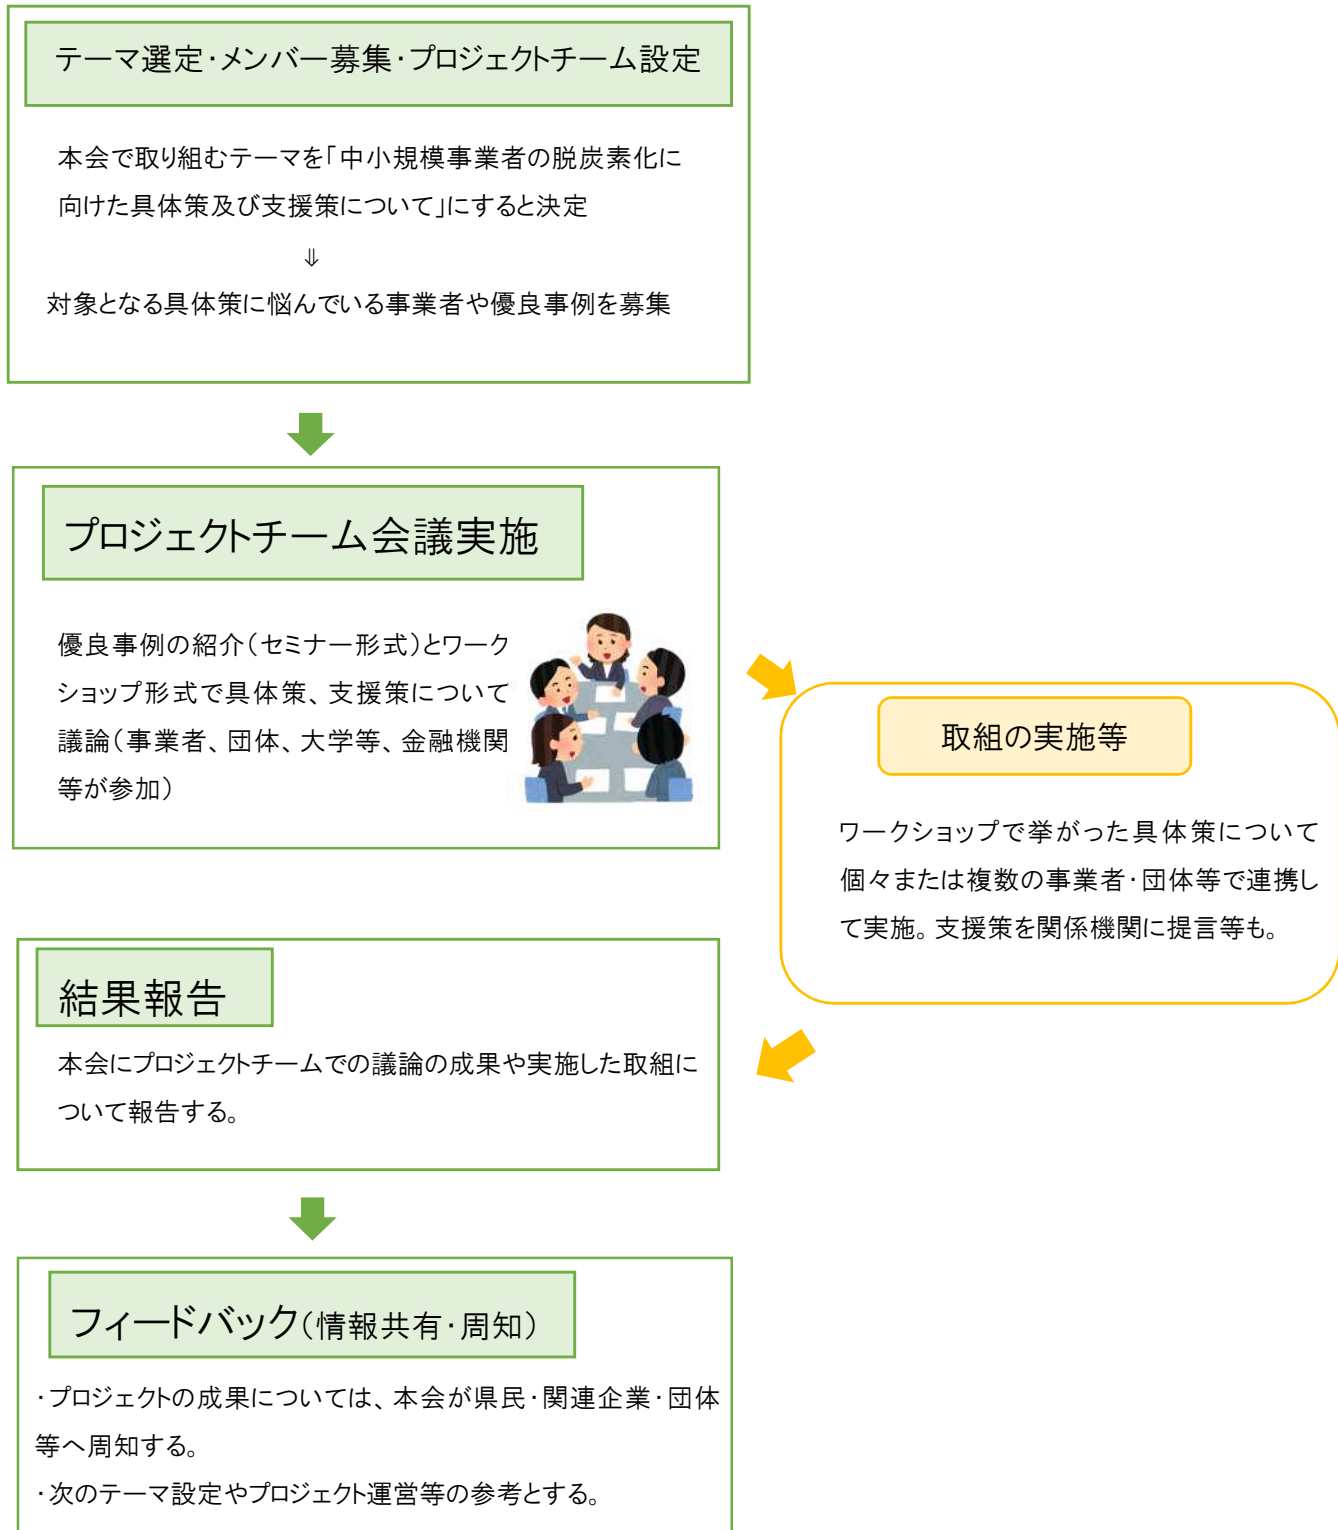 テーマ選定・メンバー募集・プロジェクトチーム設定
本会で取り組むテーマを「中小規模事業者の脱炭素化に
向けた具体策及び支援策について」にすると決定
⇓
対象となる具体策に悩んでいる事業者や優良事例を募集
プロジェクトチーム会議実施
優良事例の紹介（セミナー形式）とワーク
ショップ形式で具体策、支援策について
議論（事業者、団体、大学等、金融機関
等が参加）
取組の実施等
ワークショップで挙がった具体策について
個々または複数の事業者・団体等で連携し
て実施。支援策を関係機関に提言等も。
結果報告
本会にプロジェクトチームでの議論の成果や実施した取組に
ついて報告する。
フィードバック（情報共有・周知）
・プロジェクトの成果については、本会が県民・関連企業・団体
等へ周知する。
・次のテーマ設定やプロジェクト運営等の参考とする。